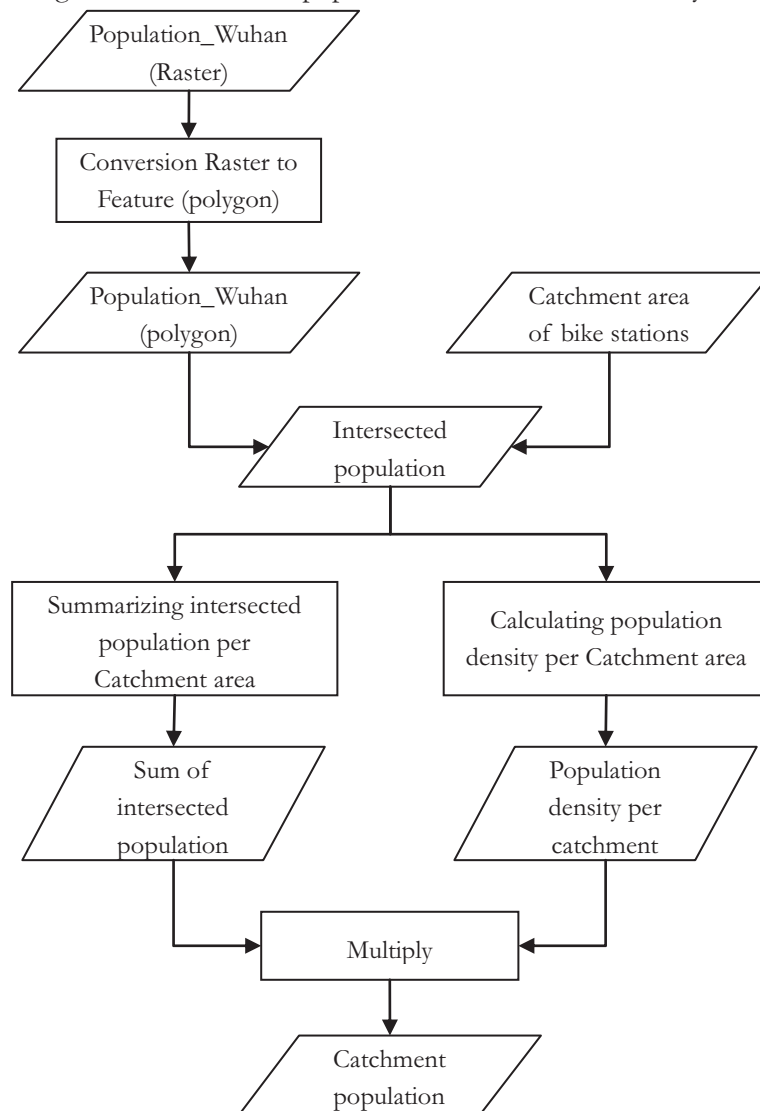 Population_Wuhan
(Raster)
Conversion Raster to
Feature (polygon)
Population_Wuhan
(polygon)
Catchment area
of bike stations
Intersected
population
Summarizing intersected
population per
Catchment area
Calculating population
density per Catchment area
Sum of
intersected
population
Population
density per
catchment
Multiply
Catchment
population